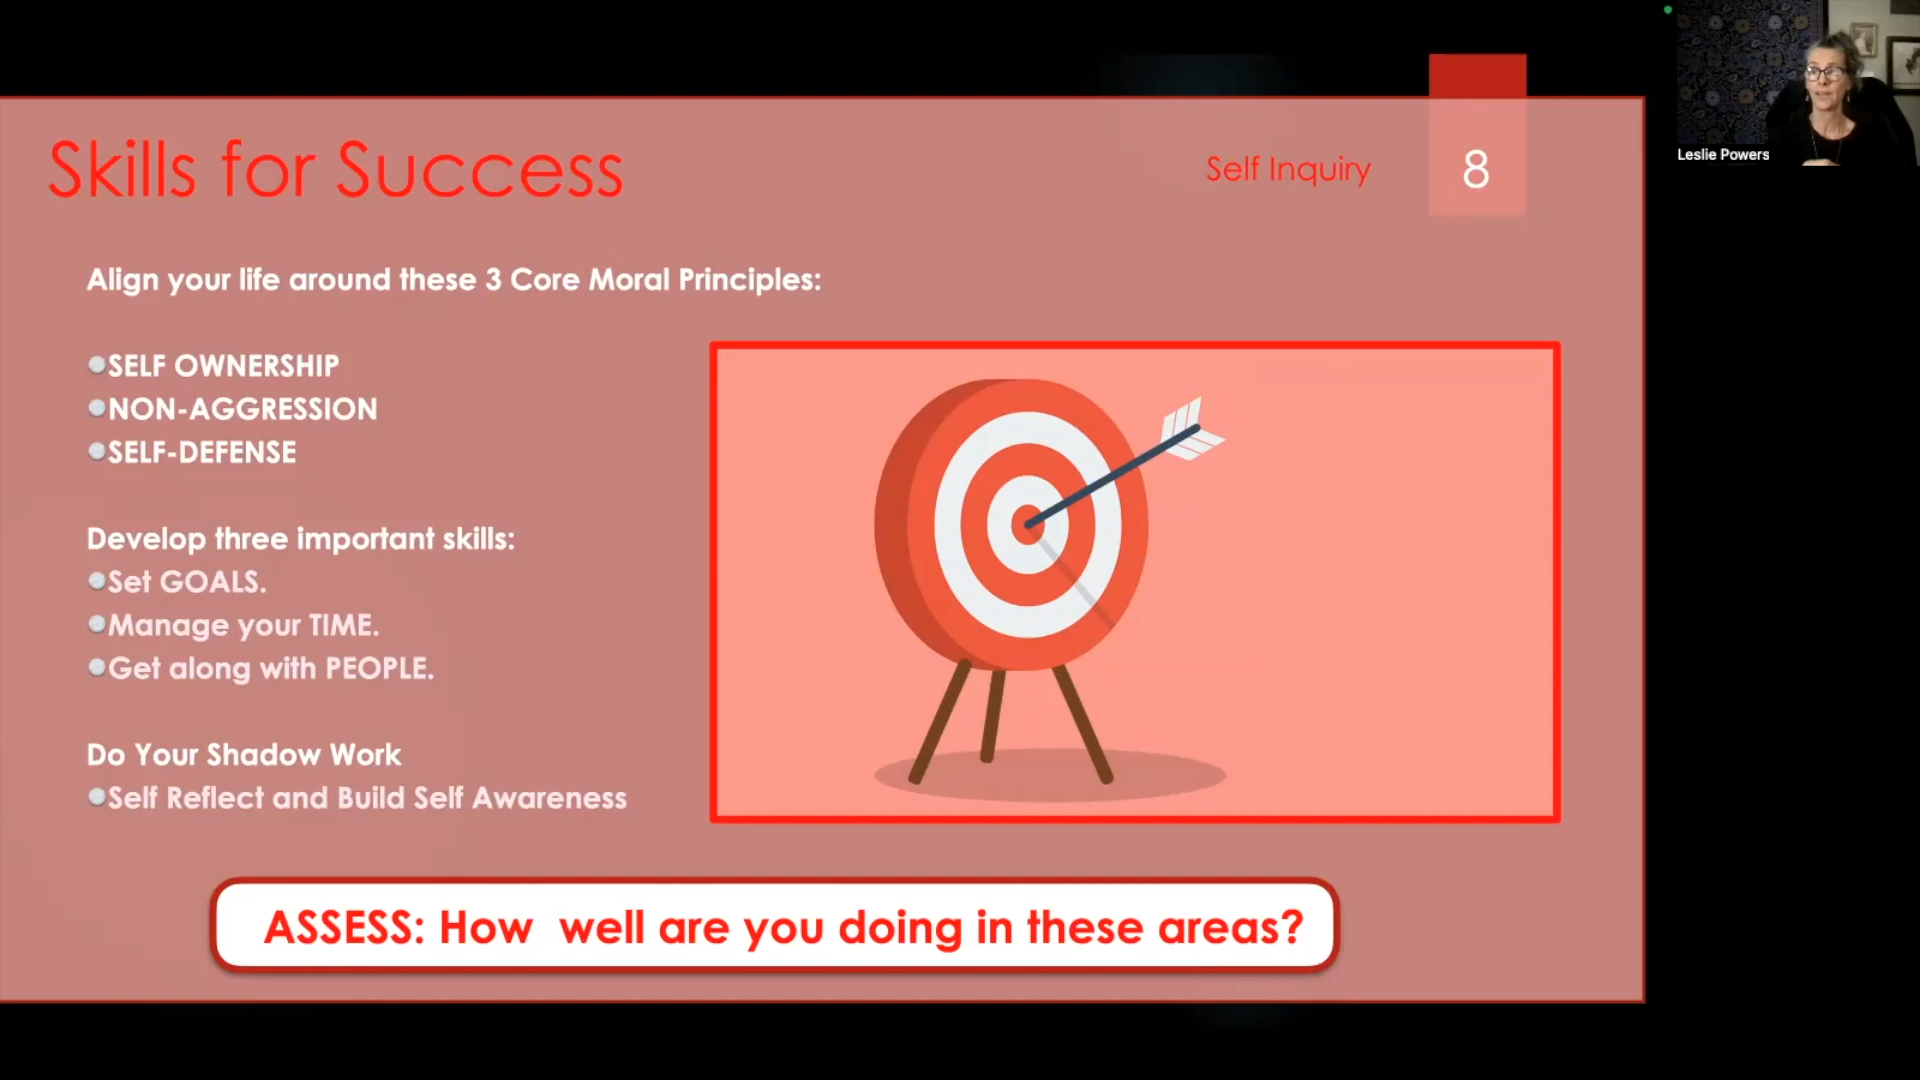 Skills for Success
Self Inquiry
8
Leslie Powers
Align your life around these 3 Core Moral Principles:
SELF OWNERSHIP
NON-AGGRESSION
SELF-DEFENSE
Develop three important skills:
Set GOALS.
Manage your TIME.
Get along with PEOPLE.
Do Your Shadow Work
Self Reflect and Build Self Awareness
ASSESS: How  well are you doing in these areas?